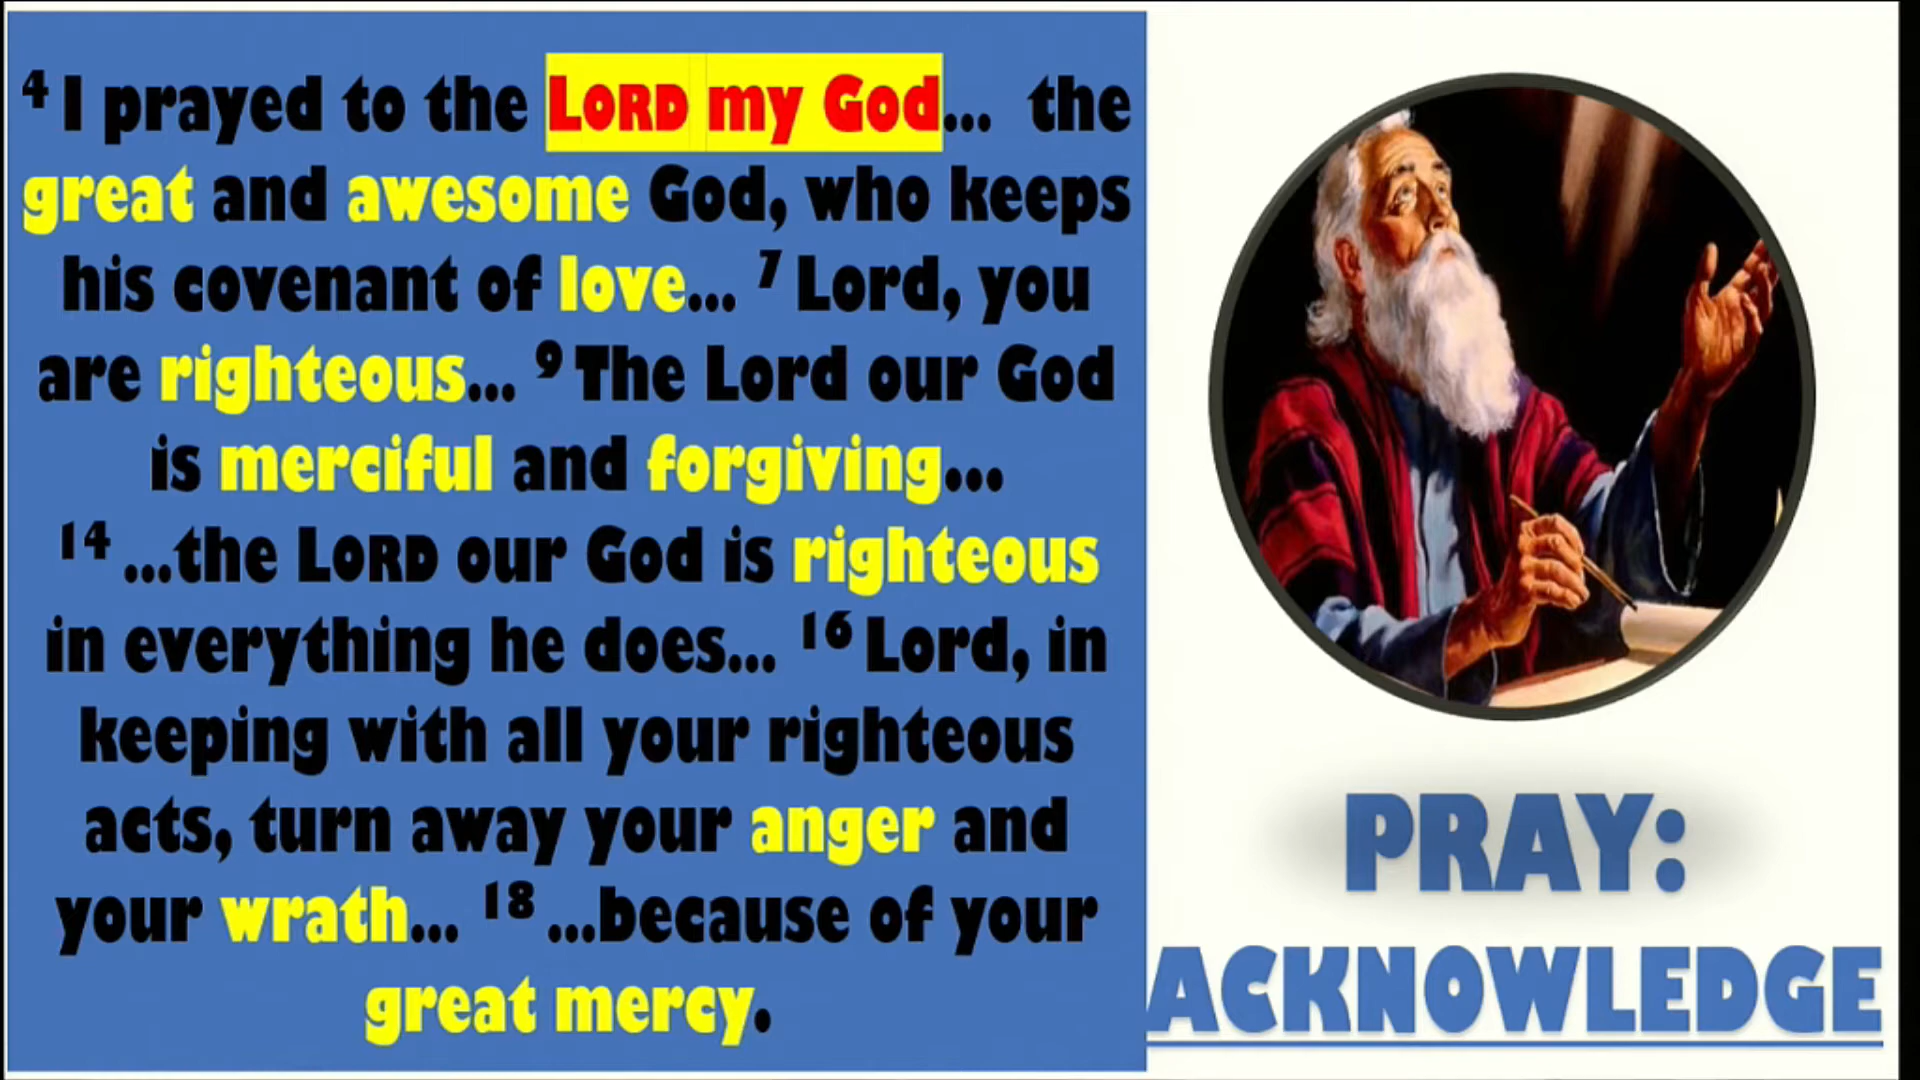 4 I prayed to the LORD my God... the
great and awesome God, who keeps
his covenant of love... 7 Lord, you
are righteous... 9 The Lord our God
is merciful and forgiving...
14 ...the LORD our God is righteous
in everything he does... 16 Lord, in
keeping with all your righteous
acts, turn away your anger and
your wrath... 18 ...because of your
great mercy.
PRAY:
ACKNOWLEDGE